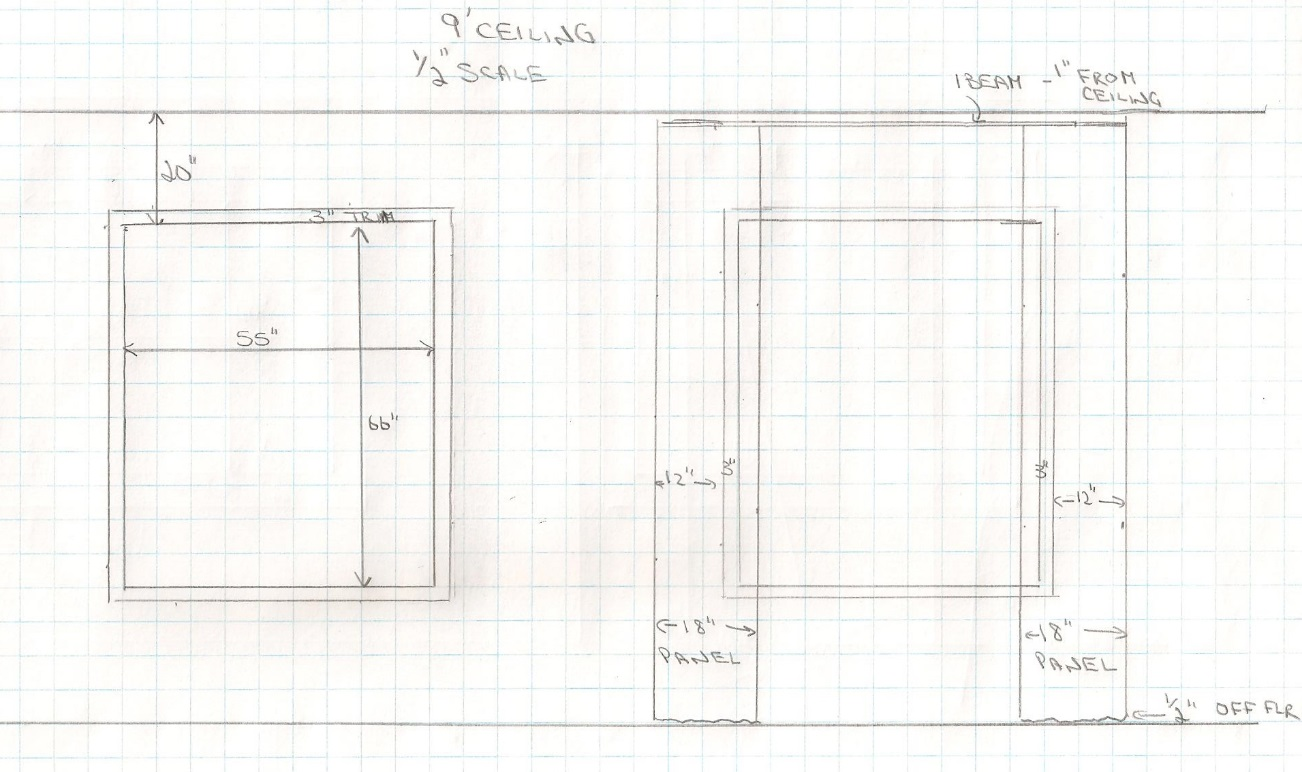 9' CEILING
1/2" SCALE
IBEAM - 1" FROM
CEILING
20"
3" TRIM
55"
66"
12"
3"
3"
12"
18"
PANEL
18"
PANEL
1/2" OFF FLR